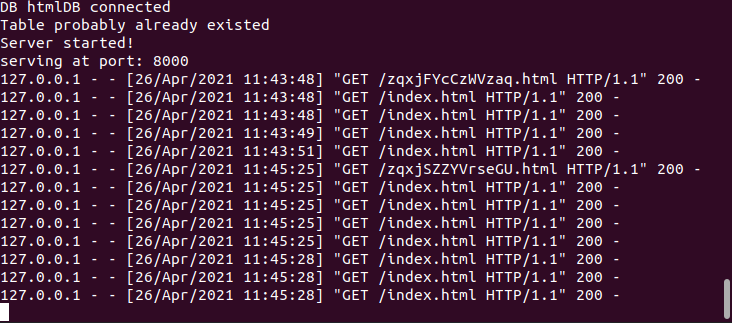 DB htmlDB connected
Table probably already existed
Server started!
serving at port: 8000
127.0.0.1 - - [26/Apr/2021 11:43:48] "GET /zqxjFYcCzWVzaq.html HTTP/1.1" 200 -
127.0.0.1 - - [26/Apr/2021 11:43:48] "GET /index.html HTTP/1.1" 200 -
127.0.0.1 - - [26/Apr/2021 11:43:48] "GET /index.html HTTP/1.1" 200 -
127.0.0.1 - - [26/Apr/2021 11:43:49] "GET /index.html HTTP/1.1" 200 -
127.0.0.1 - - [26/Apr/2021 11:43:51] "GET /index.html HTTP/1.1" 200 -
127.0.0.1 - - [26/Apr/2021 11:45:25] "GET /zqxjSZZYVrseGU.html HTTP/1.1" 200 -
127.0.0.1 - - [26/Apr/2021 11:45:25] "GET /index.html HTTP/1.1" 200 -
127.0.0.1 - - [26/Apr/2021 11:45:25] "GET /index.html HTTP/1.1" 200 -
127.0.0.1 - - [26/Apr/2021 11:45:25] "GET /index.html HTTP/1.1" 200 -
127.0.0.1 - - [26/Apr/2021 11:45:25] "GET /index.html HTTP/1.1" 200 -
127.0.0.1 - - [26/Apr/2021 11:45:28] "GET /index.html HTTP/1.1" 200 -
127.0.0.1 - - [26/Apr/2021 11:45:28] "GET /index.html HTTP/1.1" 200 -
127.0.0.1 - - [26/Apr/2021 11:45:28] "GET /index.html HTTP/1.1" 200 -